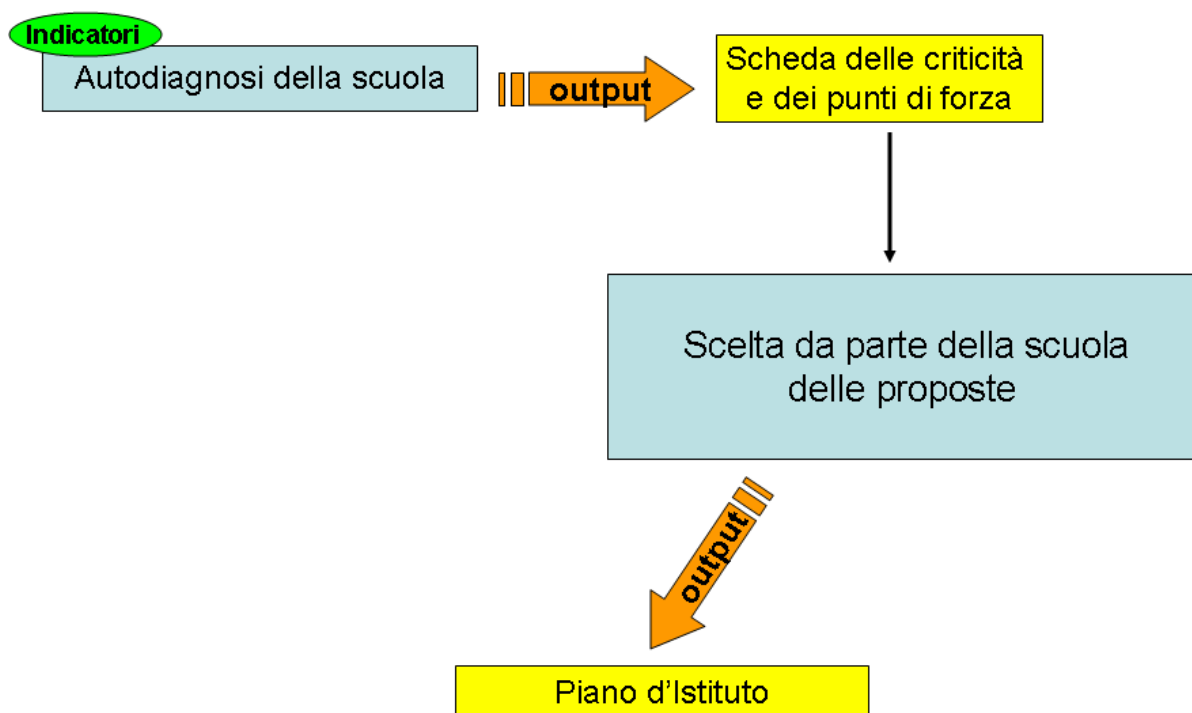 Indicatori
Autodiagnosi della scuola
output
Scheda delle criticità
e dei punti di forza
Scelta da parte della scuola
delle proposte
output
Piano d’Istituto